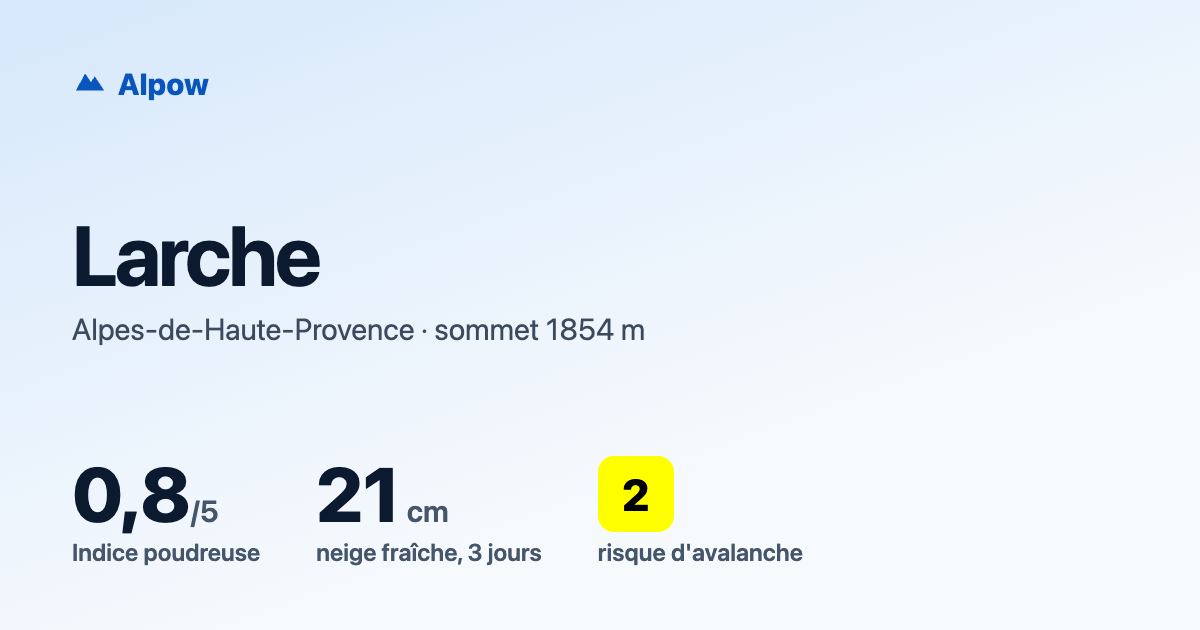 Alpow
Larche
Alpes-de-Haute-Provence · sommet 1854 m
0,8/5
Indice poudreuse
21 cm
neige fraîche, 3 jours
2
risque d'avalanche